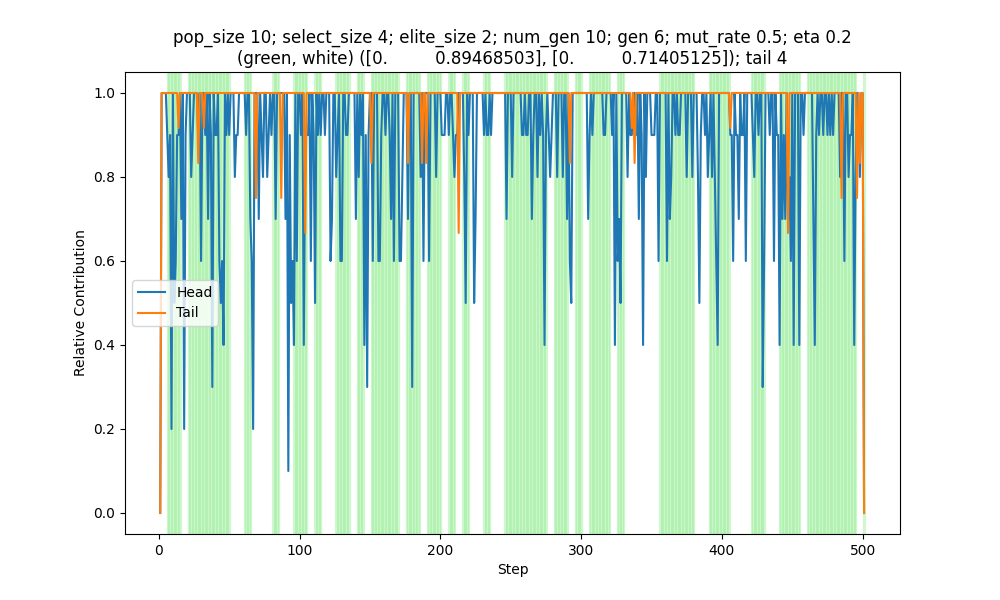 pop_size 10; select_size 4; elite_size 2; num_gen 10; gen 6; mut_rate 0.5; eta 0.2
(green, white) ([0. 0.89468503], [0. 0.71405125]); tail 4
1.0
0.8
0.6
0.4
0.2
0.0
Relative Contribution
Head
Tail
0 100 200 300 400 500
Step